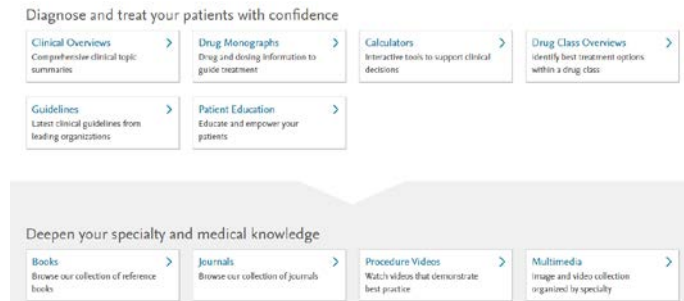 Diagnose and treat your patients with confidence
Clinical Overviews
Comprehensive clinical topic
summaries
Drug Monographs
Drug and dosing information to
guide treatment
Calculators
Interactive tools to support clinical
decisions
Drug Class Overviews
Identify best treatment options
within a drug class
Guidelines
Latest clinical guidelines from
leading organizations
Patient Education
Educate and empower your
patients
Deepen your specialty and medical knowledge
Books
Browse our collection of reference
books
Journals
Browse our collection of journals
Procedure Videos
Watch videos that demonstrate
best practice
Multimedia
Image and video collection
organized by specialty